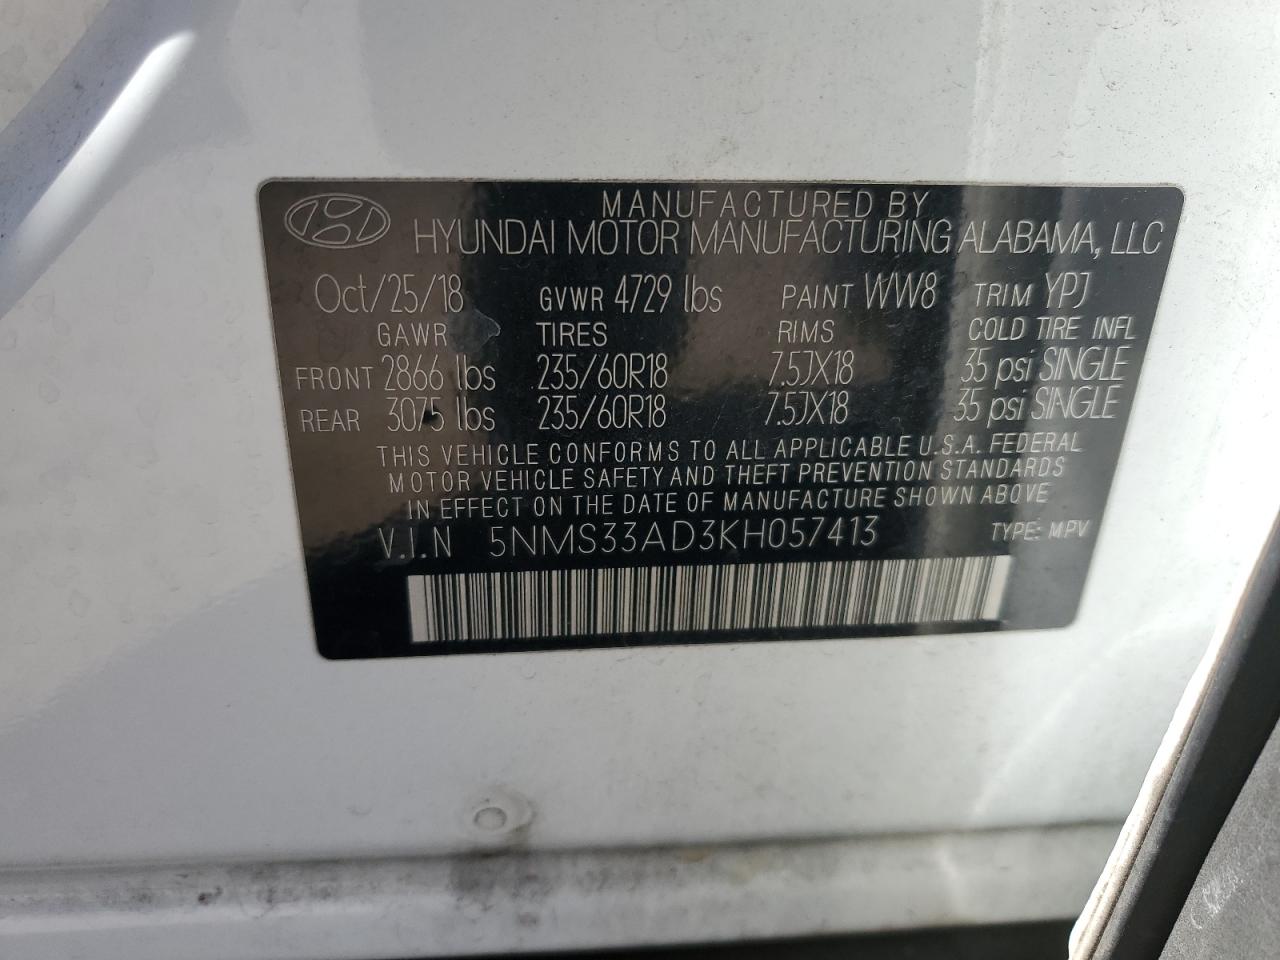 MANUFACTURED BY
HYUNDAI MOTOR MANUFACTURING ALABAMA, LLC
Oct/25/18 GVWR 4729 lbs PAINT WW8 TRIM YPJ
GAWR TIRES RIMS COLD TIRE INFL
FRONT 2866 lbs 235/60R18 7.5JX18 35 psi SINGLE
REAR 3075 lbs 235/60R18 7.5JX18 35 psi SINGLE
THIS VEHICLE CONFORMS TO ALL APPLICABLE U.S.A. FEDERAL
MOTOR VEHICLE SAFETY AND THEFT PREVENTION STANDARDS
IN EFFECT ON THE DATE OF MANUFACTURE SHOWN ABOVE
V.I.N 5NMS33AD3KH057413 TYPE: MPV